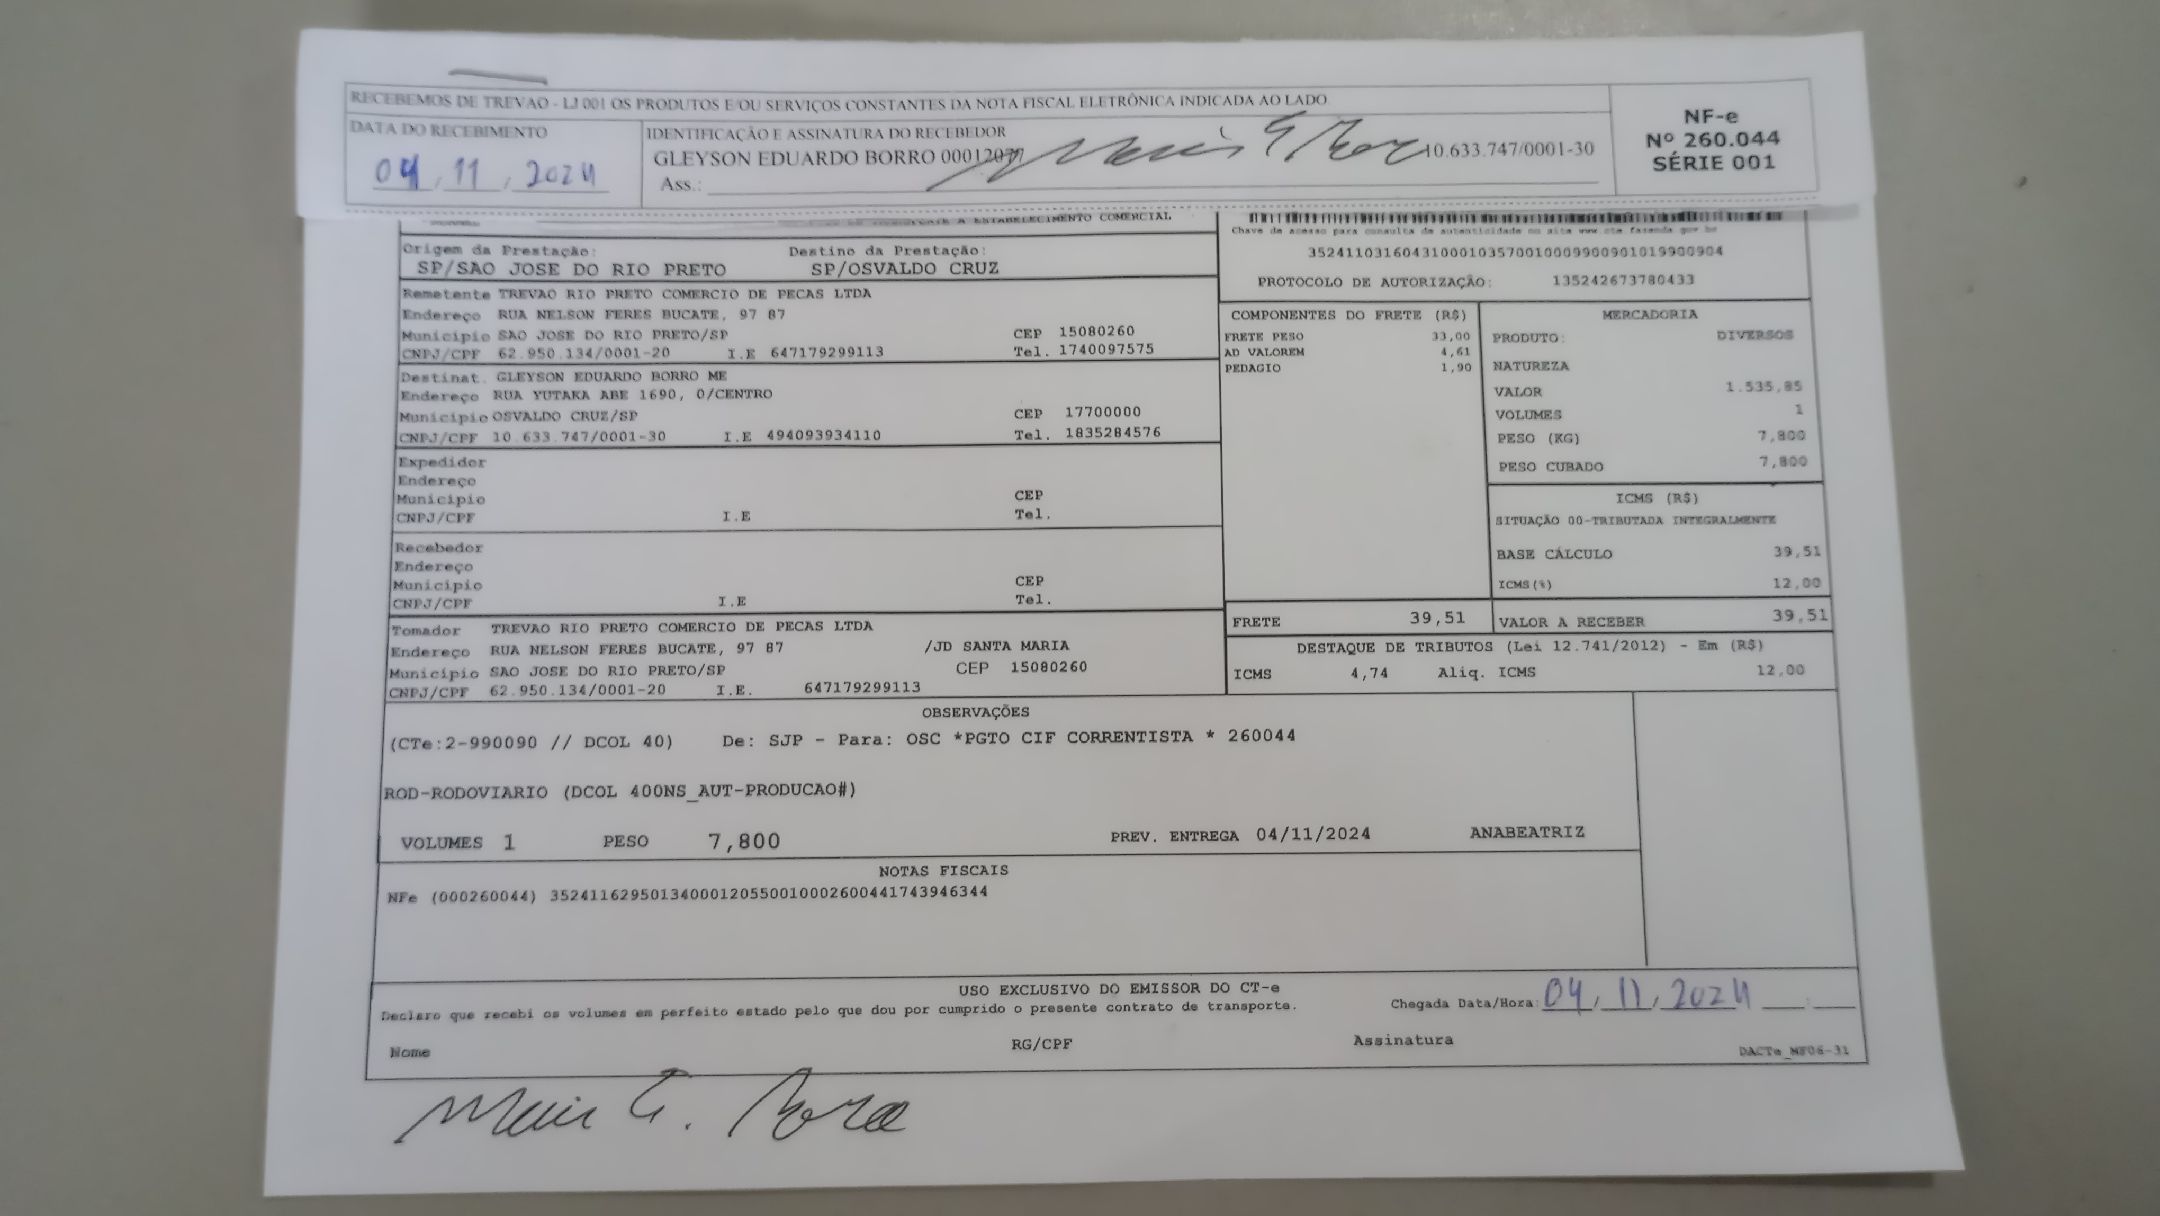 RECEBEMOS DE TREVAO - LJ 001 OS PRODUTOS E/OU SERVIÇOS CONSTANTES DA NOTA FISCAL ELETRÔNICA INDICADA AO LADO
DATA DO RECEBIMENTO
04, 11, 2024
IDENTIFICAÇÃO E ASSINATURA DO RECEBEDOR
GLEYSON EDUARDO BORRO 10.633.747/0001-30
Ass.:
NF-e
Nº 260.044
SÉRIE 001
A ESTABELECIMENTO COMERCIAL
Origem da Prestação: Destino da Prestação:
SP/SAO JOSE DO RIO PRETO SP/OSVALDO CRUZ
Chave de acesso para consulta de autenticidade no site www.cte.fazenda.gov.br
35241103160431000103570010009900901019900904
PROTOCOLO DE AUTORIZAÇÃO: 135242673780433
Remetente TREVAO RIO PRETO COMERCIO DE PECAS LTDA
Endereço RUA NELSON FERES BUCATE, 97 87
Municipio SAO JOSE DO RIO PRETO/SP CEP 15080260
CNPJ/CPF 62.950.134/0001-20 I.E 647179299113 Tel. 1740097575
Destinat. GLEYSON EDUARDO BORRO ME
Endereço RUA YUTAKA ABE 1690, 0/CENTRO
Municipio OSVALDO CRUZ/SP CEP 17700000
CNPJ/CPF 10.633.747/0001-30 I.E 494093934110 Tel. 1835284576
Expedidor
Endereço
Municipio CEP
CNPJ/CPF I.E Tel.
Recebedor
Endereço
Municipio CEP
CNPJ/CPF I.E Tel.
Tomador TREVAO RIO PRETO COMERCIO DE PECAS LTDA
Endereço RUA NELSON FERES BUCATE, 97 87 /JD SANTA MARIA
Municipio SAO JOSE DO RIO PRETO/SP CEP 15080260
CNPJ/CPF 62.950.134/0001-20 I.E. 647179299113
COMPONENTES DO FRETE (R$)
FRETE PESO 33,00
AD VALOREM 4,61
PEDAGIO 1,90
FRETE 39,51
MERCADORIA
PRODUTO: DIVERSOS
NATUREZA
VALOR 1.535,85
VOLUMES 1
PESO (KG) 7,800
PESO CUBADO 7,800
ICMS (R$)
SITUAÇÃO 00-TRIBUTADA INTEGRALMENTE
BASE CÁLCULO 39,51
ICMS(%) 12,00
VALOR A RECEBER 39,51
DESTAQUE DE TRIBUTOS (Lei 12.741/2012) - Em (R$)
ICMS 4,74 Aliq. ICMS 12,00
OBSERVAÇÕES
(CTe:2-990090 // DCOL 40) De: SJP - Para: OSC *PGTO CIF CORRENTISTA * 260044
ROD-RODOVIARIO (DCOL 400NS_AUT-PRODUCAO#)
VOLUMES 1 PESO 7,800 PREV. ENTREGA 04/11/2024 ANABEATRIZ
NOTAS FISCAIS
NFe (000260044) 35241162950134000120550010002600441743946344
USO EXCLUSIVO DO EMISSOR DO CT-e
Declaro que recebi os volumes em perfeito estado pelo que dou por cumprido o presente contrato de transporte.
Chegada Data/Hora: 04, 11, 2024 :
Nome RG/CPF Assinatura
DACTe_MF06-31